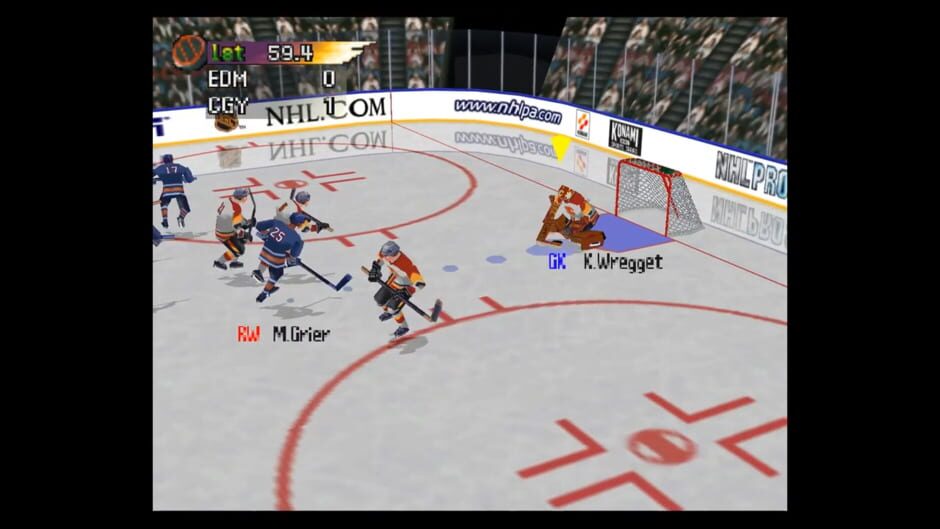 1st 59.4
EDM 0
CGY 1
NHL.COM
www.nhlpa.com
KONAMI
NHLPRO
17
25
GK K.Wregget
RW M.Grier